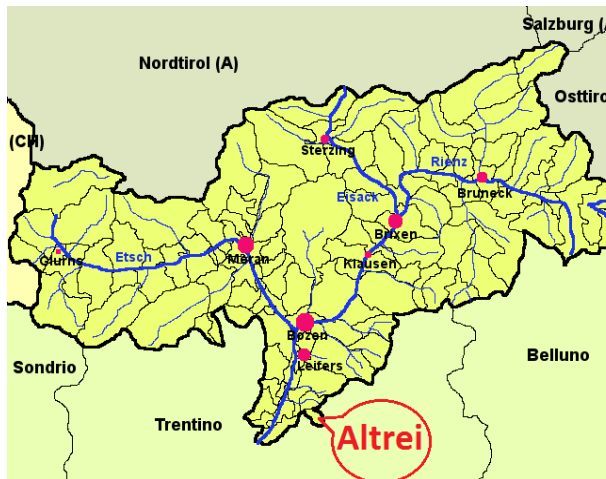 Salzburg (A
Nordtirol (A)
Osttiro
(CH)
Sterzing
Rienz
Bruneck
Eisack
Brixen
Glurns
Etsch
Meran
Klausen
Bozen
Leifers
Sondrio
Belluno
Trentino
Altrei